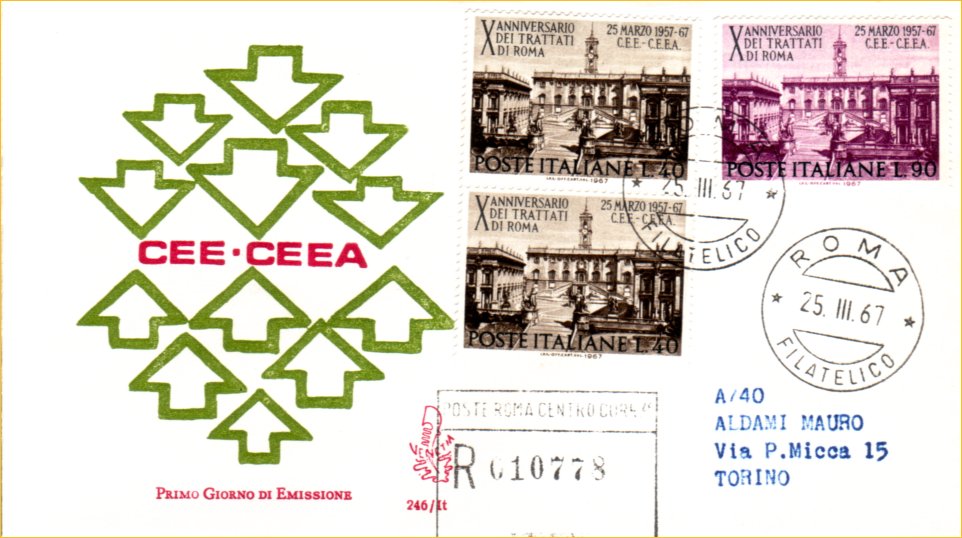 X ANNIVERSARIO
DEI TRATTATI
DI ROMA
25 MARZO 1957-67
C.E.E.-C.E.E.A.
POSTE ITALIANE L. 40
1967
X ANNIVERSARIO
DEI TRATTATI
DI ROMA
25 MARZO 1957-67
C.E.E.-C.E.E.A.
POSTE ITALIANE L. 90
1967
X ANNIVERSARIO
DEI TRATTATI
DI ROMA
25 MARZO 1957-67
C.E.E.-C.E.E.A.
POSTE ITALIANE L. 40
1967
25. III. 67
FILATELICO
ROMA
25. III. 67
FILATELICO
CEE·CEEA
PRIMO GIORNO DI EMISSIONE
246/It
POSTE ROMA CENTRO
R 010778
A/40
ALDAMI MAURO
Via P.Micca 15
TORINO